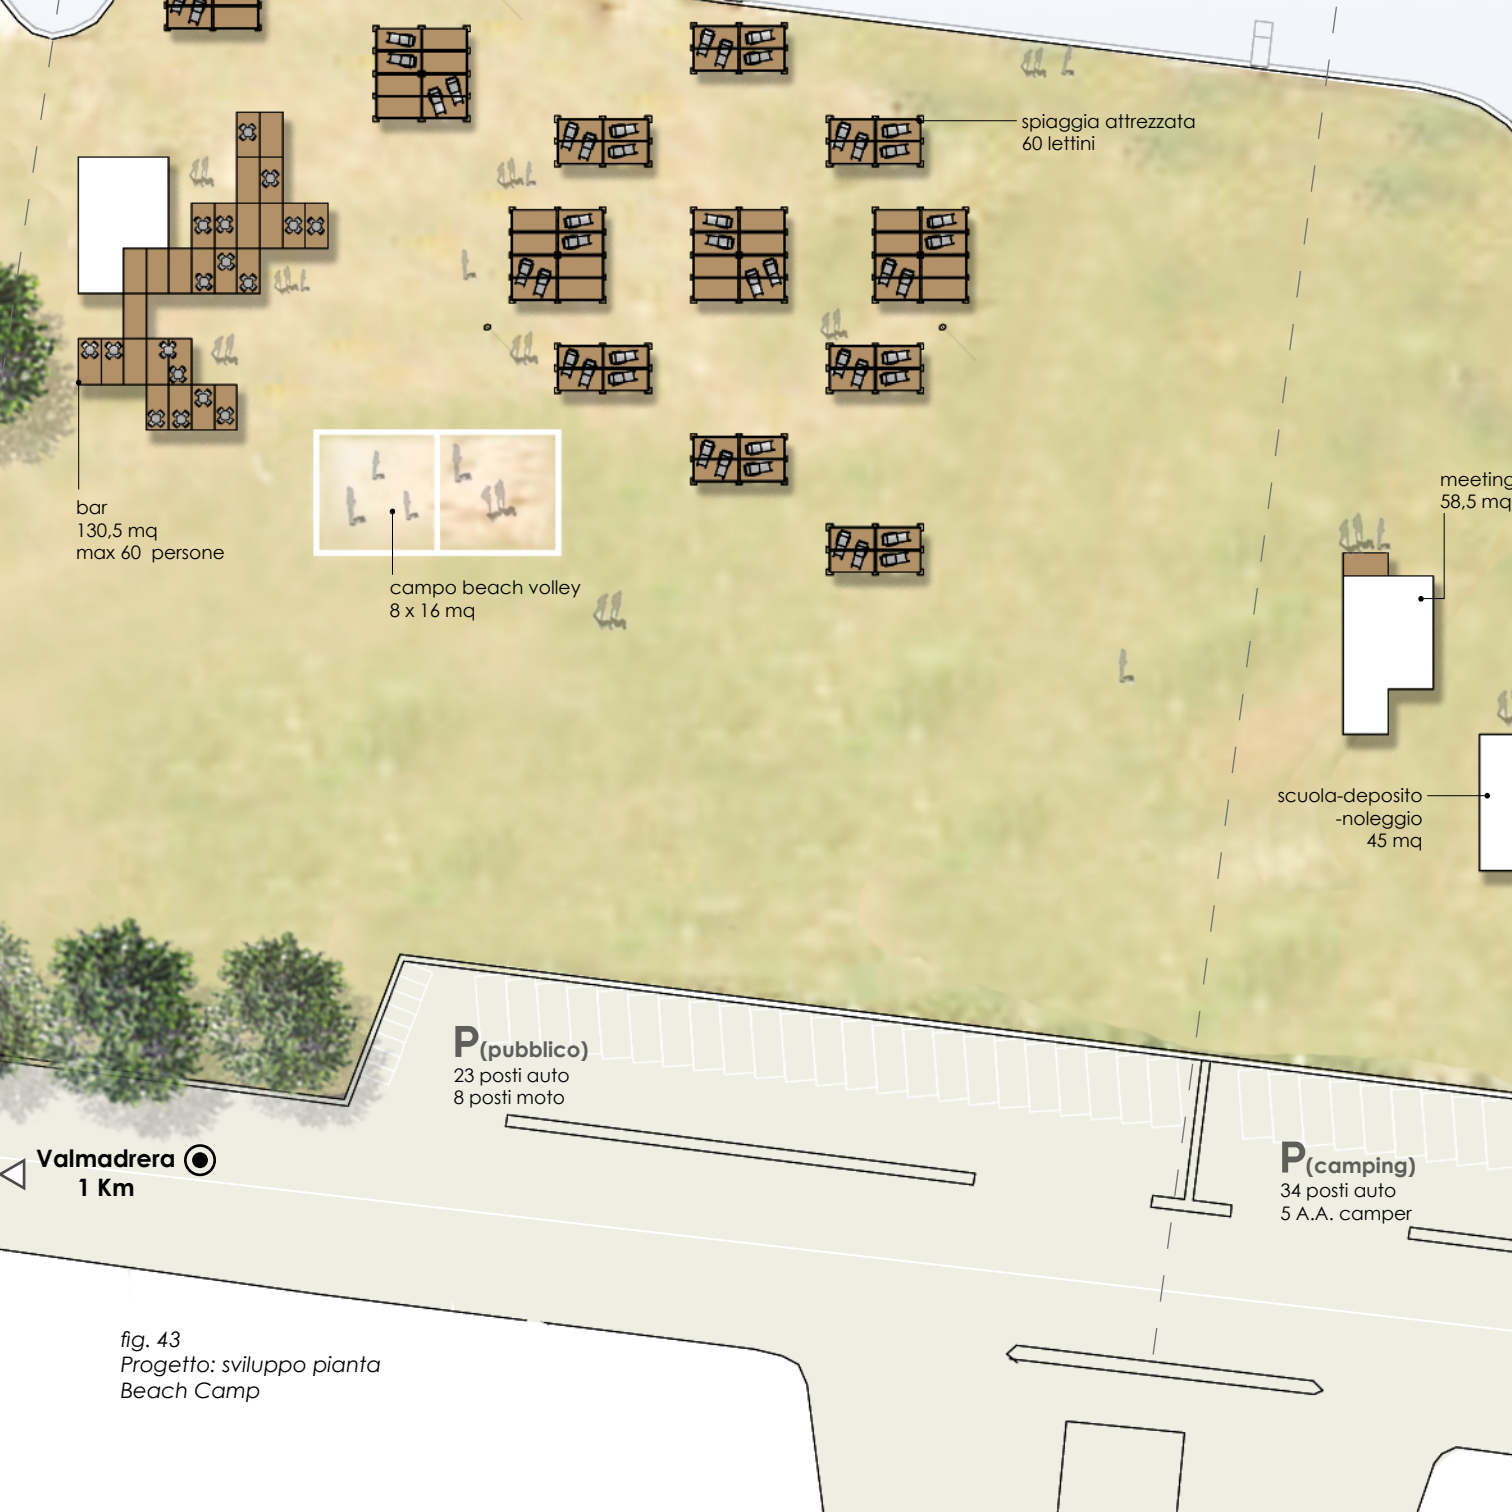 spiaggia attrezzata
60 lettini
meeting
58,5 mq
bar
130,5 mq
max 60  persone
campo beach volley
8 x 16 mq
scuola-deposito
-noleggio
45 mq
P(pubblico)
23 posti auto
8 posti moto
Valmadrera
1 Km
P(camping)
34 posti auto
5 A.A. camper
fig. 43
Progetto: sviluppo pianta
Beach Camp